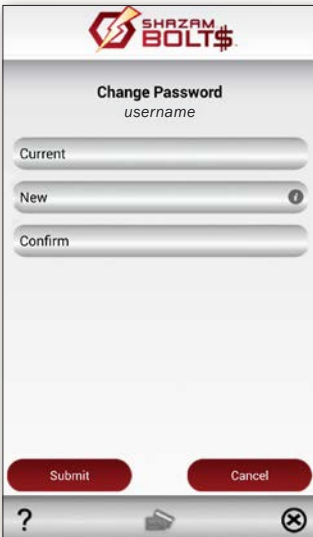 SHAZAM
BOLT$
Change Password
username
Current
New i
Confirm
Submit Cancel
?